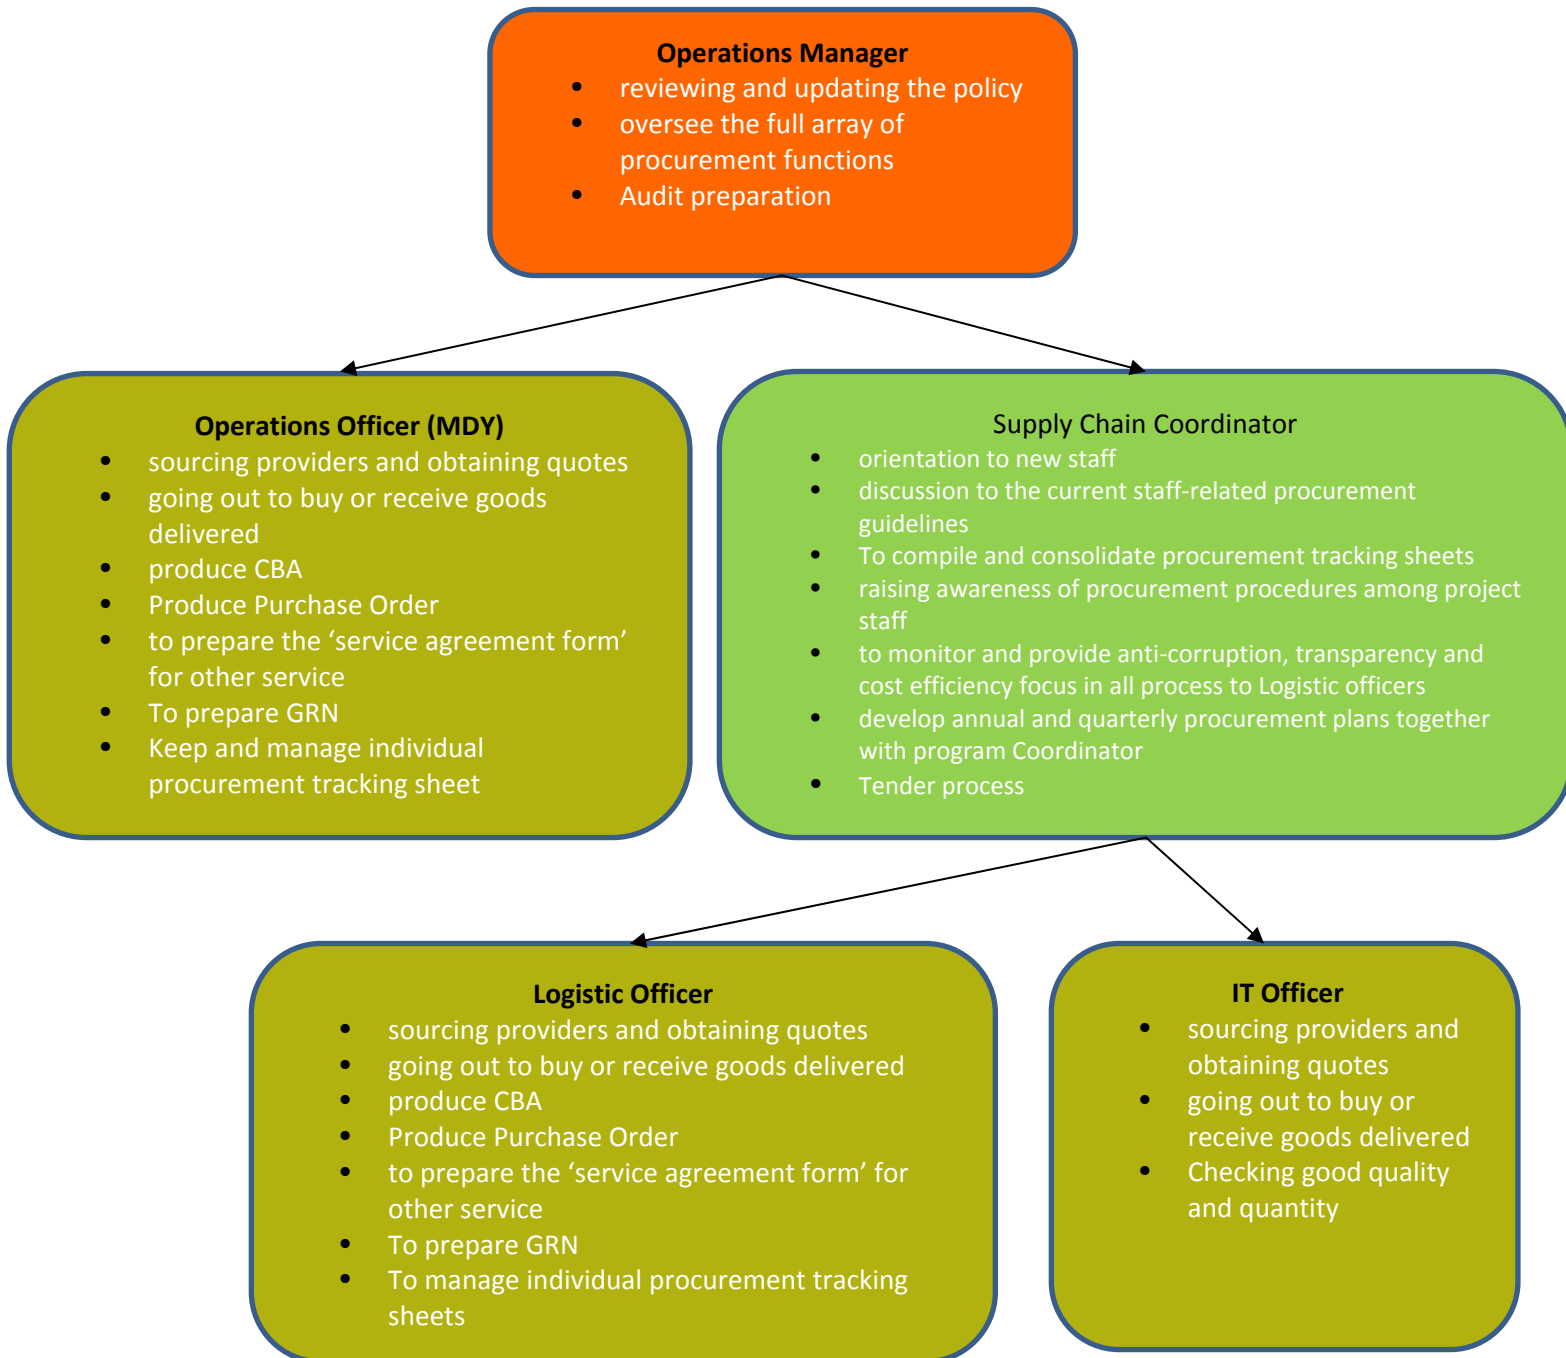 Operations Manager
• reviewing and updating the policy
• oversee the full array of
procurement functions
• Audit preparation
Operations Officer (MDY)
• sourcing providers and obtaining quotes
• going out to buy or receive goods
delivered
• produce CBA
• Produce Purchase Order
• to prepare the ‘service agreement form’
for other service
• To prepare GRN
• Keep and manage individual
procurement tracking sheet
Supply Chain Coordinator
• orientation to new staff
• discussion to the current staff-related procurement
guidelines
• To compile and consolidate procurement tracking sheets
• raising awareness of procurement procedures among project
staff
• to monitor and provide anti-corruption, transparency and
cost efficiency focus in all process to Logistic officers
• develop annual and quarterly procurement plans together
with program Coordinator
• Tender process
Logistic Officer
• sourcing providers and obtaining quotes
• going out to buy or receive goods delivered
• produce CBA
• Produce Purchase Order
• to prepare the ‘service agreement form’ for
other service
• To prepare GRN
• To manage individual procurement tracking
sheets
IT Officer
• sourcing providers and
obtaining quotes
• going out to buy or
receive goods delivered
• Checking good quality
and quantity